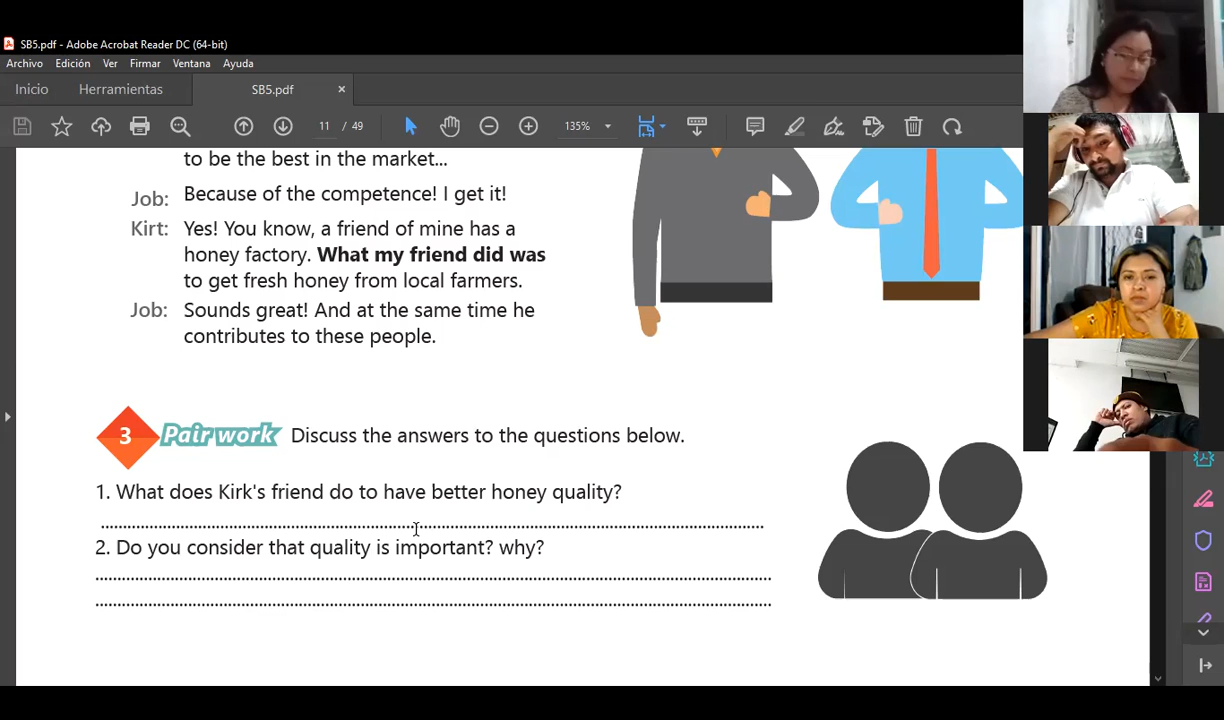 SB5.pdf - Adobe Acrobat Reader DC (64-bit)
Archivo Edición Ver Firmar Ventana Ayuda
Inicio Herramientas SB5.pdf ×
11 / 49 135%
to be the best in the market...
Job: Because of the competence! I get it!
Kirt: Yes! You know, a friend of mine has a
honey factory. What my friend did was
to get fresh honey from local farmers.
Job: Sounds great! And at the same time he
contributes to these people.
3 Pair work Discuss the answers to the questions below.
1. What does Kirk's friend do to have better honey quality?
2. Do you consider that quality is important? why?